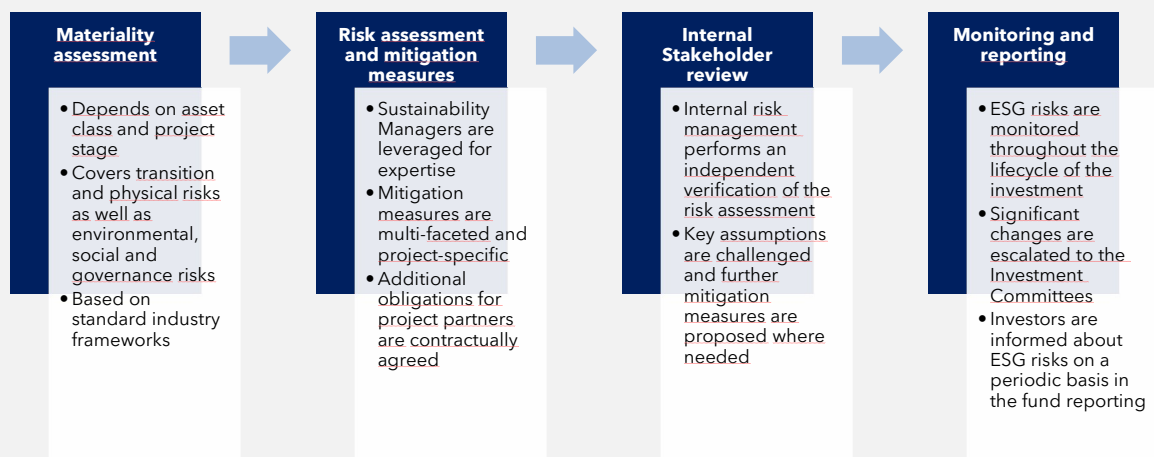 Materiality
assessment
• Depends on asset
class and project
stage
• Covers transition
and physical risks
as well as
environmental,
social and
governance risks
• Based on
standard industry
frameworks
Risk assessment
and mitigation
measures
• Sustainability
Managers are
leveraged for
expertise
• Mitigation
measures are
multi-faceted and
project-specific
• Additional
obligations for
project partners
are contractually
agreed
Internal
Stakeholder
review
• Internal risk
management
performs an
independent
verification of the
risk assessment
• Key assumptions
are challenged
and further
mitigation
measures are
proposed where
needed
Monitoring and
reporting
• ESG risks are
monitored
throughout the
lifecycle of the
investment
• Significant
changes are
escalated to the
Investment
Committees
• Investors are
informed about
ESG risks on a
periodic basis in
the fund reporting